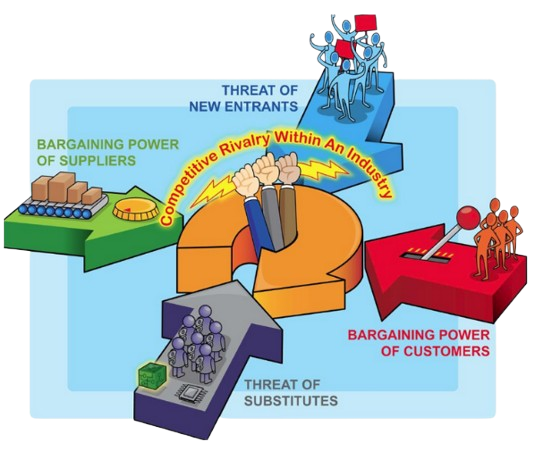 THREAT OF
NEW ENTRANTS
BARGAINING POWER
OF SUPPLIERS
Competitive Rivalry Within An Industry
BARGAINING POWER
OF CUSTOMERS
THREAT OF
SUBSTITUTES